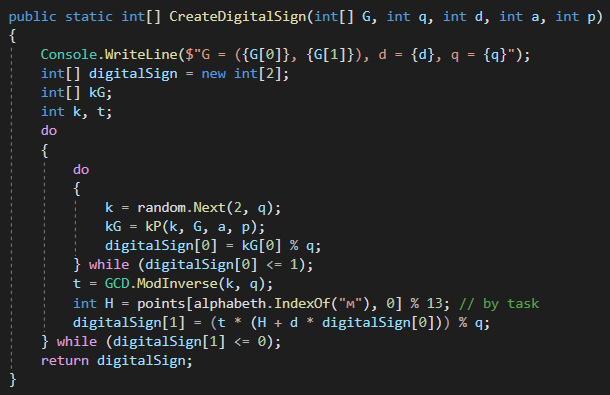 public static int[] CreateDigitalSign(int[] G, int q, int d, int a, int p)
{
    Console.WriteLine($"G = ({G[0]}, {G[1]}), d = {d}, q = {q}");
    int[] digitalSign = new int[2];
    int[] kG;
    int k, t;
    do
    {
        do
        {
            k = random.Next(2, q);
            kG = kP(k, G, a, p);
            digitalSign[0] = kG[0] % q;
        } while (digitalSign[0] <= 1);
        t = GCD.ModInverse(k, q);
        int H = points[alphabeth.IndexOf("м"), 0] % 13; // by task
        digitalSign[1] = (t * (H + d * digitalSign[0])) % q;
    } while (digitalSign[1] <= 0);
    return digitalSign;
}